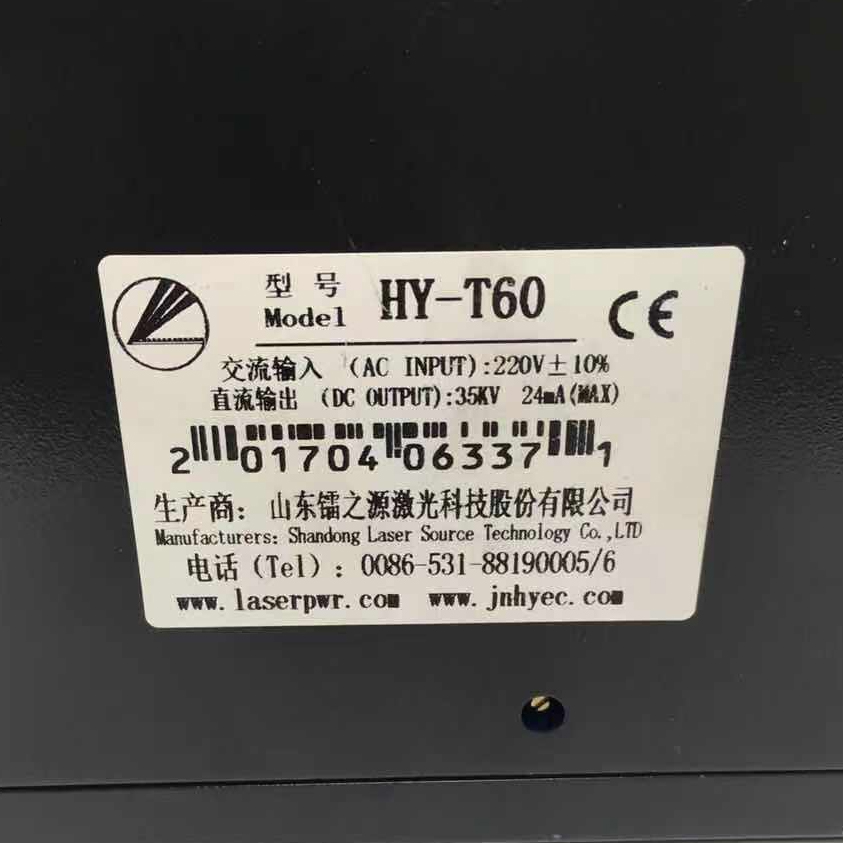 型号 HY-T60
Model
CE
交流输入 (AC INPUT):220V±10%
直流输出 (DC OUTPUT):35KV 24mA(MAX)
2 01704 06337 1
生产商: 山东镭之源激光科技股份有限公司
Manufacturers: Shandong Laser Source Technology Co.,LTD
电话(Tel): 0086-531-88190005/6
www.laserpwr.com www.jnhyec.com